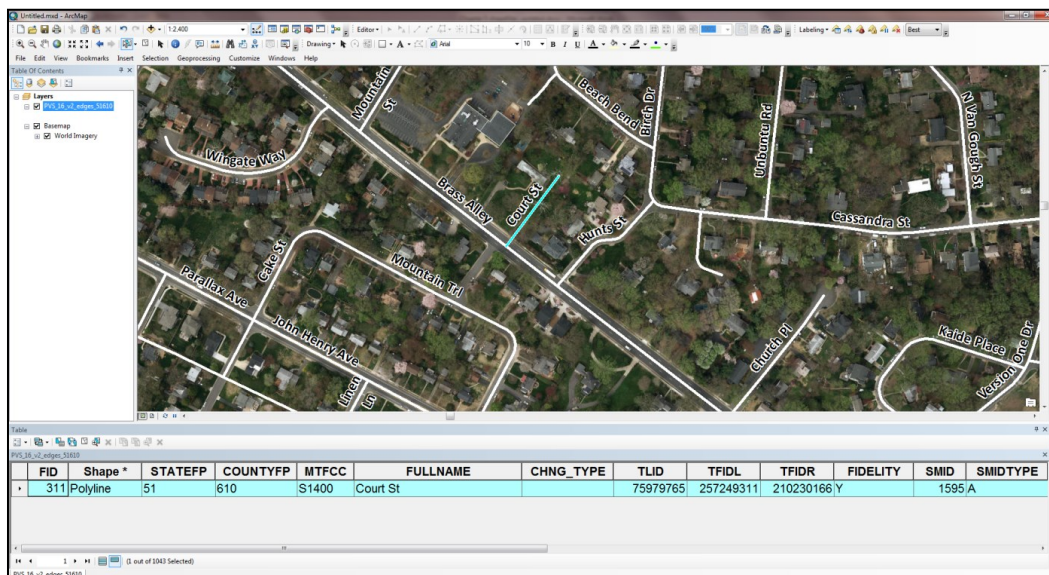 Untitled.mxd - ArcMap
1:2,400
Editor
Labeling
Best
Drawing
Arial
10
B I U A
File Edit View Bookmarks Insert Selection Geoprocessing Customize Windows Help
Table Of Contents
Layers
PVS_16_v2_edges_51610
Basemap
World Imagery
Mountain St
Beach Bend
Birch Dr
Unbuntu Rd
N Van Gough St
Wingate Way
Brass Alley
Court St
Hunts St
Cassandra St
Cake St
Mountain Trl
Parallax Ave
John Henry Ave
Linen Ln
Church Pl
Kaide Place
Version One Dr
Table
PVS_16_v2_edges_51610
FID Shape * STATEFP COUNTYFP MTFCC FULLNAME CHNG_TYPE TLID TFIDL TFIDR FIDELITY SMID SMIDTYPE
311 Polyline 51 610 S1400 Court St 75979765 257249311 210230166 Y 1595 A
1 (1 out of 1043 Selected)
PVS_16_v2_edges_51610